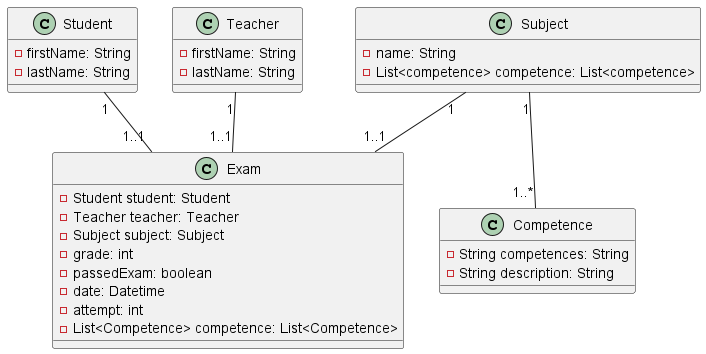 C Student
firstName: String
lastName: String
C Teacher
firstName: String
lastName: String
C Subject
name: String
List<competence> competence: List<competence>
1
1..1
1
1..1
1
1..1
1
1..*
C Exam
Student student: Student
Teacher teacher: Teacher
Subject subject: Subject
grade: int
passedExam: boolean
date: Datetime
attempt: int
List<Competence> competence: List<Competence>
C Competence
String competences: String
String description: String